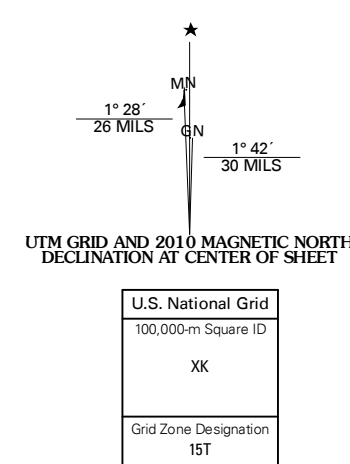 ★
MN
1° 28´
26 MILS
GN
1° 42´
30 MILS
UTM GRID AND 2010 MAGNETIC NORTH
DECLINATION AT CENTER OF SHEET
U.S. National Grid
100,000-m Square ID
XK
Grid Zone Designation
15T